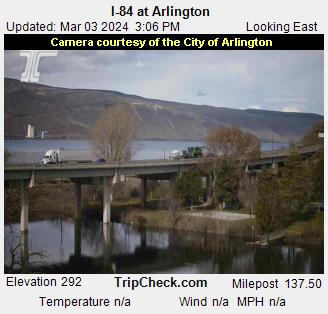 I-84 at Arlington
Updated: Mar 03 2024 3:06 PM Looking East
Camera courtesy of the City of Arlington
Elevation 292 TripCheck.com Milepost 137.50
Temperature n/a Wind n/a MPH n/a